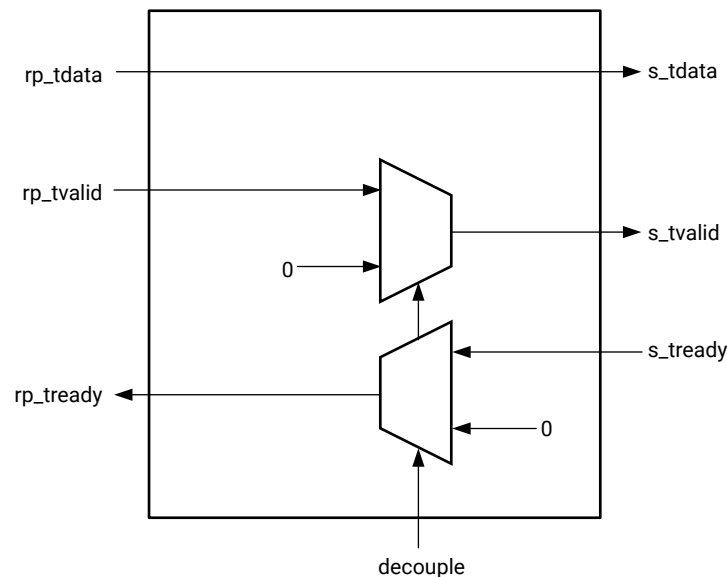 rp_tdata
s_tdata
rp_tvalid
s_tvalid
0
s_tready
rp_tready
0
decouple